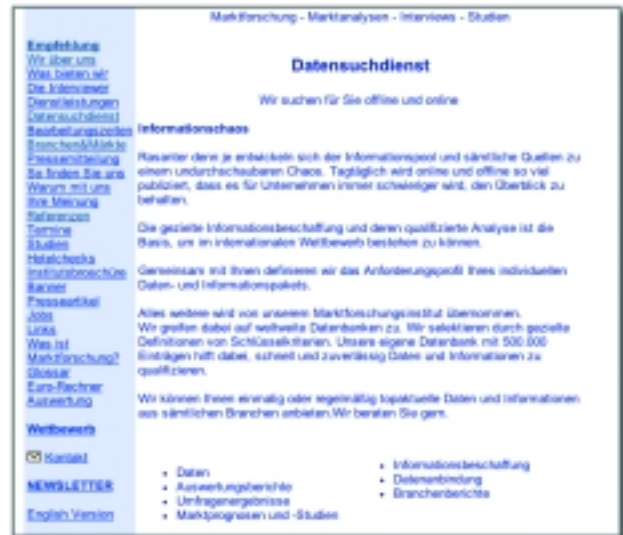 Marktforschung - Marktanalysen - Interviews - Studien
Empfehlung
Wir über uns
Was bieten wir
Die Interviewer
Dienstleistungen
Datensuchdienst
Bearbeitungszeiten
Branchen&Märkte
Pressemitteilung
So finden Sie uns
Warum mit uns
Ihre Meinung
Referenzen
Termine
Studien
Hotelchecks
Institutsbroschüre
Banner
Presseartikel
Jobs
Links
Was ist
Marktforschung?
Glossar
Euro-Rechner
Auswertung
Wettbewerb
Kontakt
NEWSLETTER
English Version
Datensuchdienst
Wir suchen für Sie offline und online
Informationschaos
Rasanter denn je entwickeln sich der Informationspool und sämtliche Quellen zu
einem undurchschaubaren Chaos. Tagtäglich wird online und offline so viel
publiziert, dass es für Unternehmen immer schwieriger wird, den Überblick zu
behalten.
Die gezielte Informationsbeschaffung und deren qualifizierte Analyse ist die
Basis, um im internationalen Wettbewerb bestehen zu können.
Gemeinsam mit Ihnen definieren wir das Anforderungsprofil Ihres individuellen
Daten- und Informationspakets.
Alles weitere wird von unserem Marktforschungsinstitut übernommen.
Wir greifen dabei auf weltweite Datenbanken zu. Wir selektieren durch gezielte
Definitionen von Schlüsselkriterien. Unsere eigene Datenbank mit 500.000
Einträgen hilft dabei, schnell und zuverlässig Daten und Informationen zu
qualifizieren.
Wir können Ihnen einmalig oder regelmäßig topaktuelle Daten und Informationen
aus sämtlichen Branchen anbieten.Wir beraten Sie gern.
Daten
Auswertungsberichte
Umfragenergebnisse
Marktprognosen und -Studien
Informationsbeschaffung
Datenanbindung
Branchenberichte